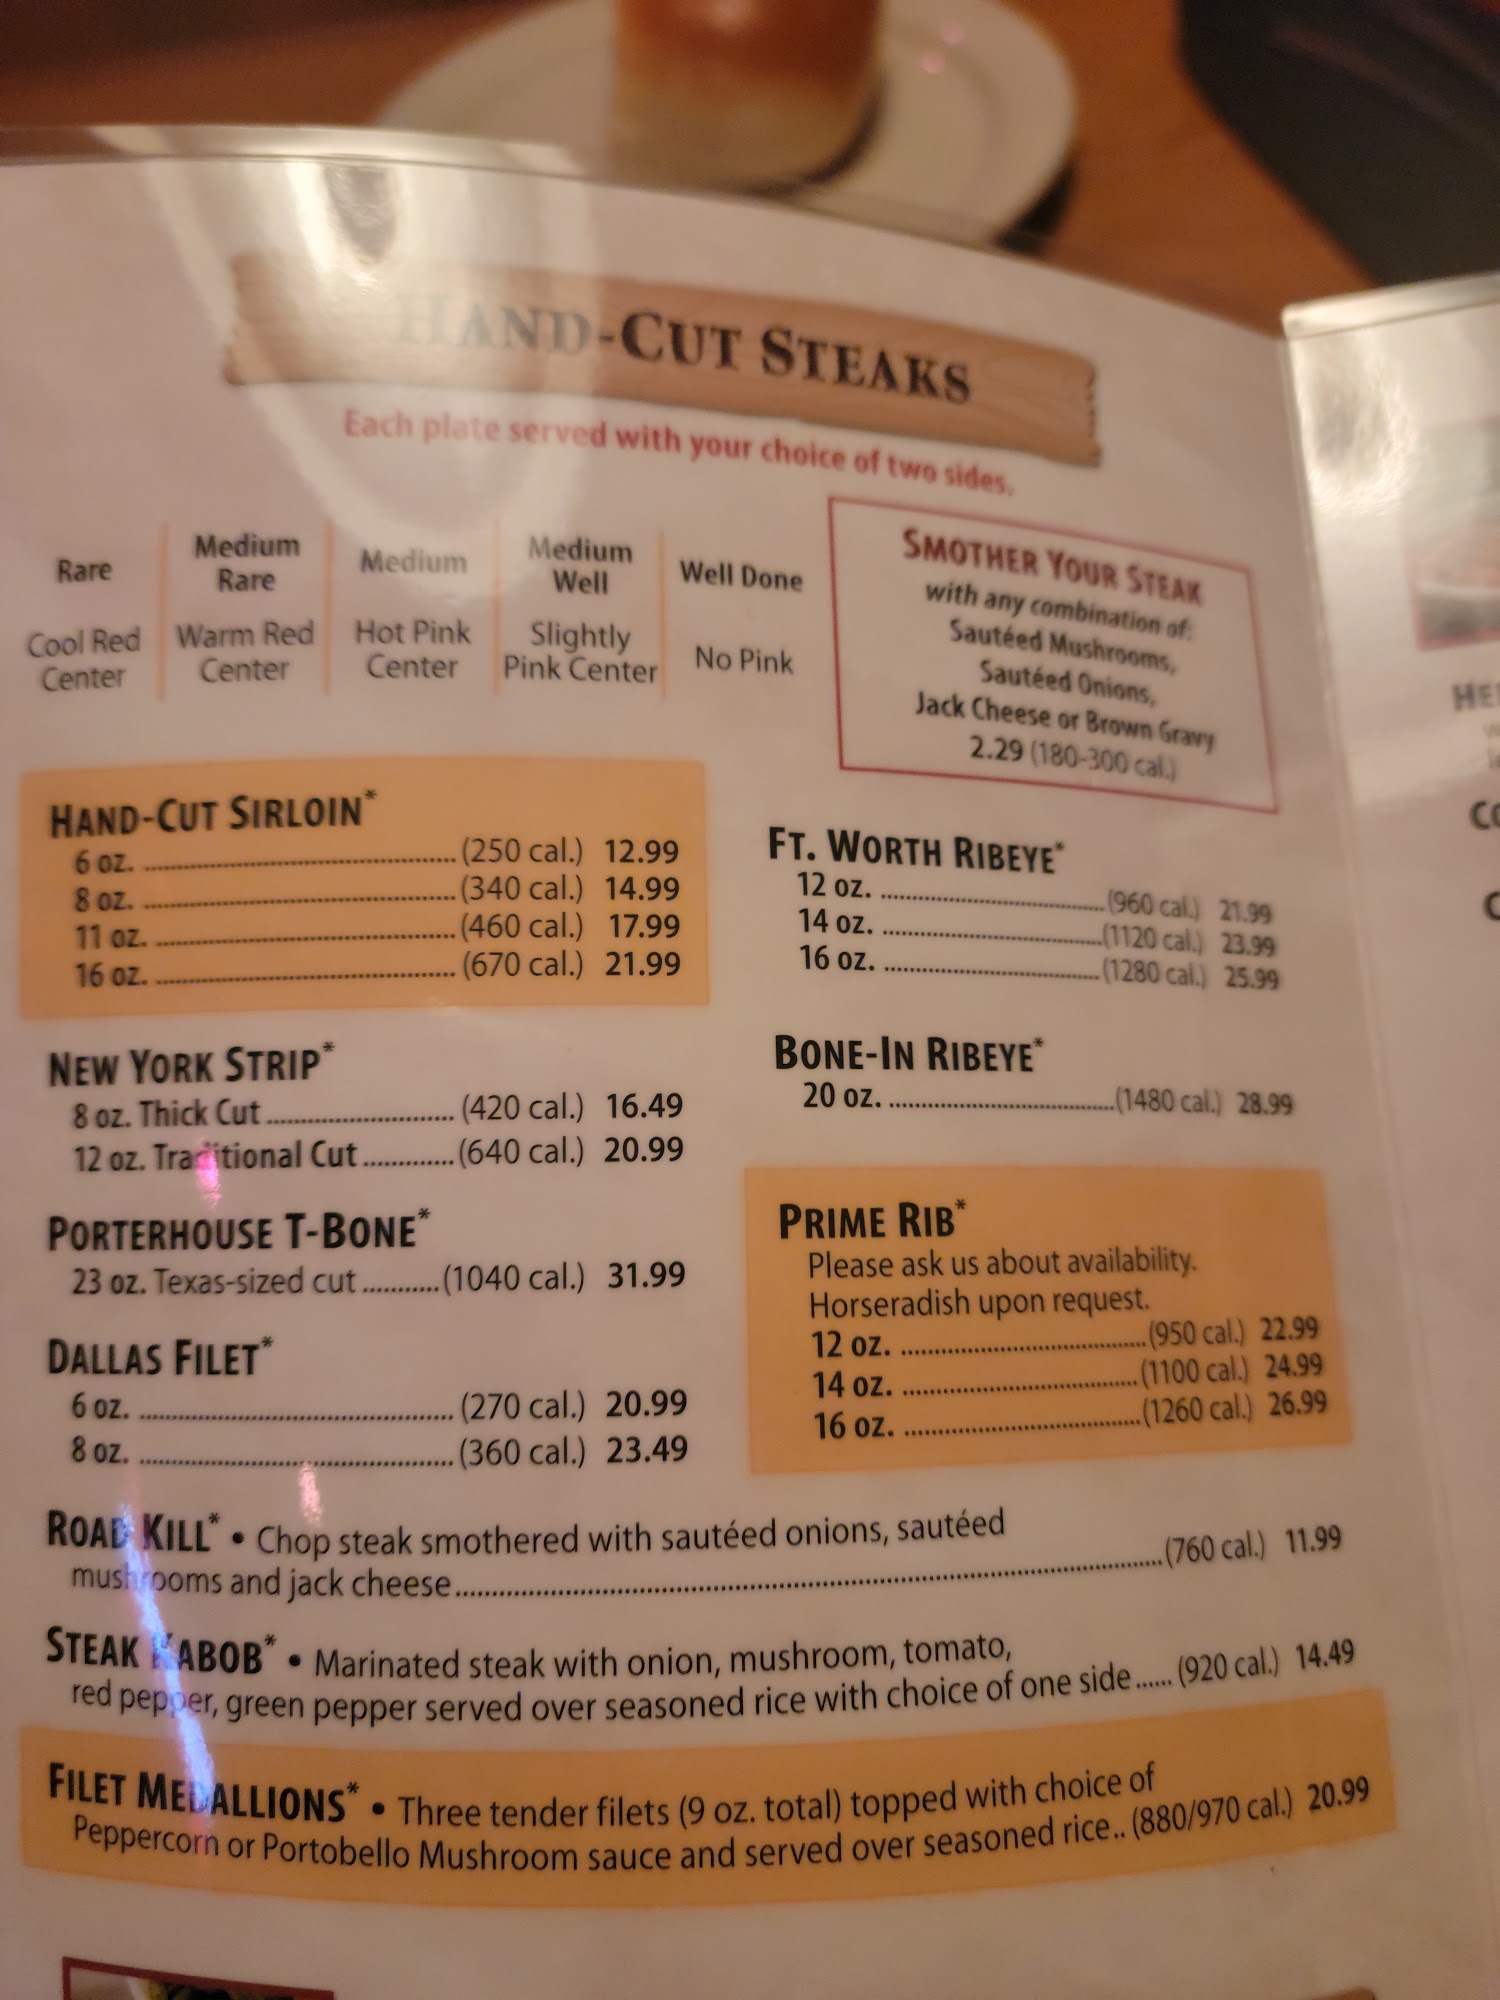 HAND-CUT STEAKS
Each plate served with your choice of two sides.
Rare
Cool Red
Center
Medium
Rare
Warm Red
Center
Medium
Hot Pink
Center
Medium
Well
Slightly
Pink Center
Well Done
No Pink
SMOTHER YOUR STEAK
with any combination of:
Sautéed Mushrooms,
Sautéed Onions,
Jack Cheese or Brown Gravy
2.29 (180-300 cal.)
HAND-CUT SIRLOIN*
6 oz. (250 cal.) 12.99
8 oz. (340 cal.) 14.99
11 oz. (460 cal.) 17.99
16 oz. (670 cal.) 21.99
NEW YORK STRIP*
8 oz. Thick Cut (420 cal.) 16.49
12 oz. Traditional Cut (640 cal.) 20.99
PORTERHOUSE T-BONE*
23 oz. Texas-sized cut (1040 cal.) 31.99
DALLAS FILET*
6 oz. (270 cal.) 20.99
8 oz. (360 cal.) 23.49
FT. WORTH RIBEYE*
12 oz. (960 cal.) 21.99
14 oz. (1120 cal.) 23.99
16 oz. (1280 cal.) 25.99
BONE-IN RIBEYE*
20 oz. (1480 cal.) 28.99
PRIME RIB*
Please ask us about availability.
Horseradish upon request.
12 oz. (950 cal.) 22.99
14 oz. (1100 cal.) 24.99
16 oz. (1260 cal.) 26.99
ROAD KILL* • Chop steak smothered with sautéed onions, sautéed
mushrooms and jack cheese (760 cal.) 11.99
STEAK KABOB* • Marinated steak with onion, mushroom, tomato,
red pepper, green pepper served over seasoned rice with choice of one side (920 cal.) 14.49
FILET MEDALLIONS* • Three tender filets (9 oz. total) topped with choice of
Peppercorn or Portobello Mushroom sauce and served over seasoned rice.. (880/970 cal.) 20.99